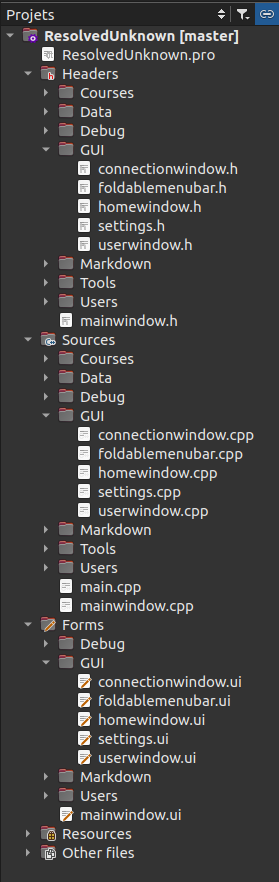 Projets
ResolvedUnknown [master]
ResolvedUnknown.pro
Headers
Courses
Data
Debug
GUI
connectionwindow.h
foldablemenubar.h
homewindow.h
settings.h
userwindow.h
Markdown
Tools
Users
mainwindow.h
Sources
Courses
Data
Debug
GUI
connectionwindow.cpp
foldablemenubar.cpp
homewindow.cpp
settings.cpp
userwindow.cpp
Markdown
Tools
Users
main.cpp
mainwindow.cpp
Forms
Debug
GUI
connectionwindow.ui
foldablemenubar.ui
homewindow.ui
settings.ui
userwindow.ui
Markdown
Users
mainwindow.ui
Resources
Other files